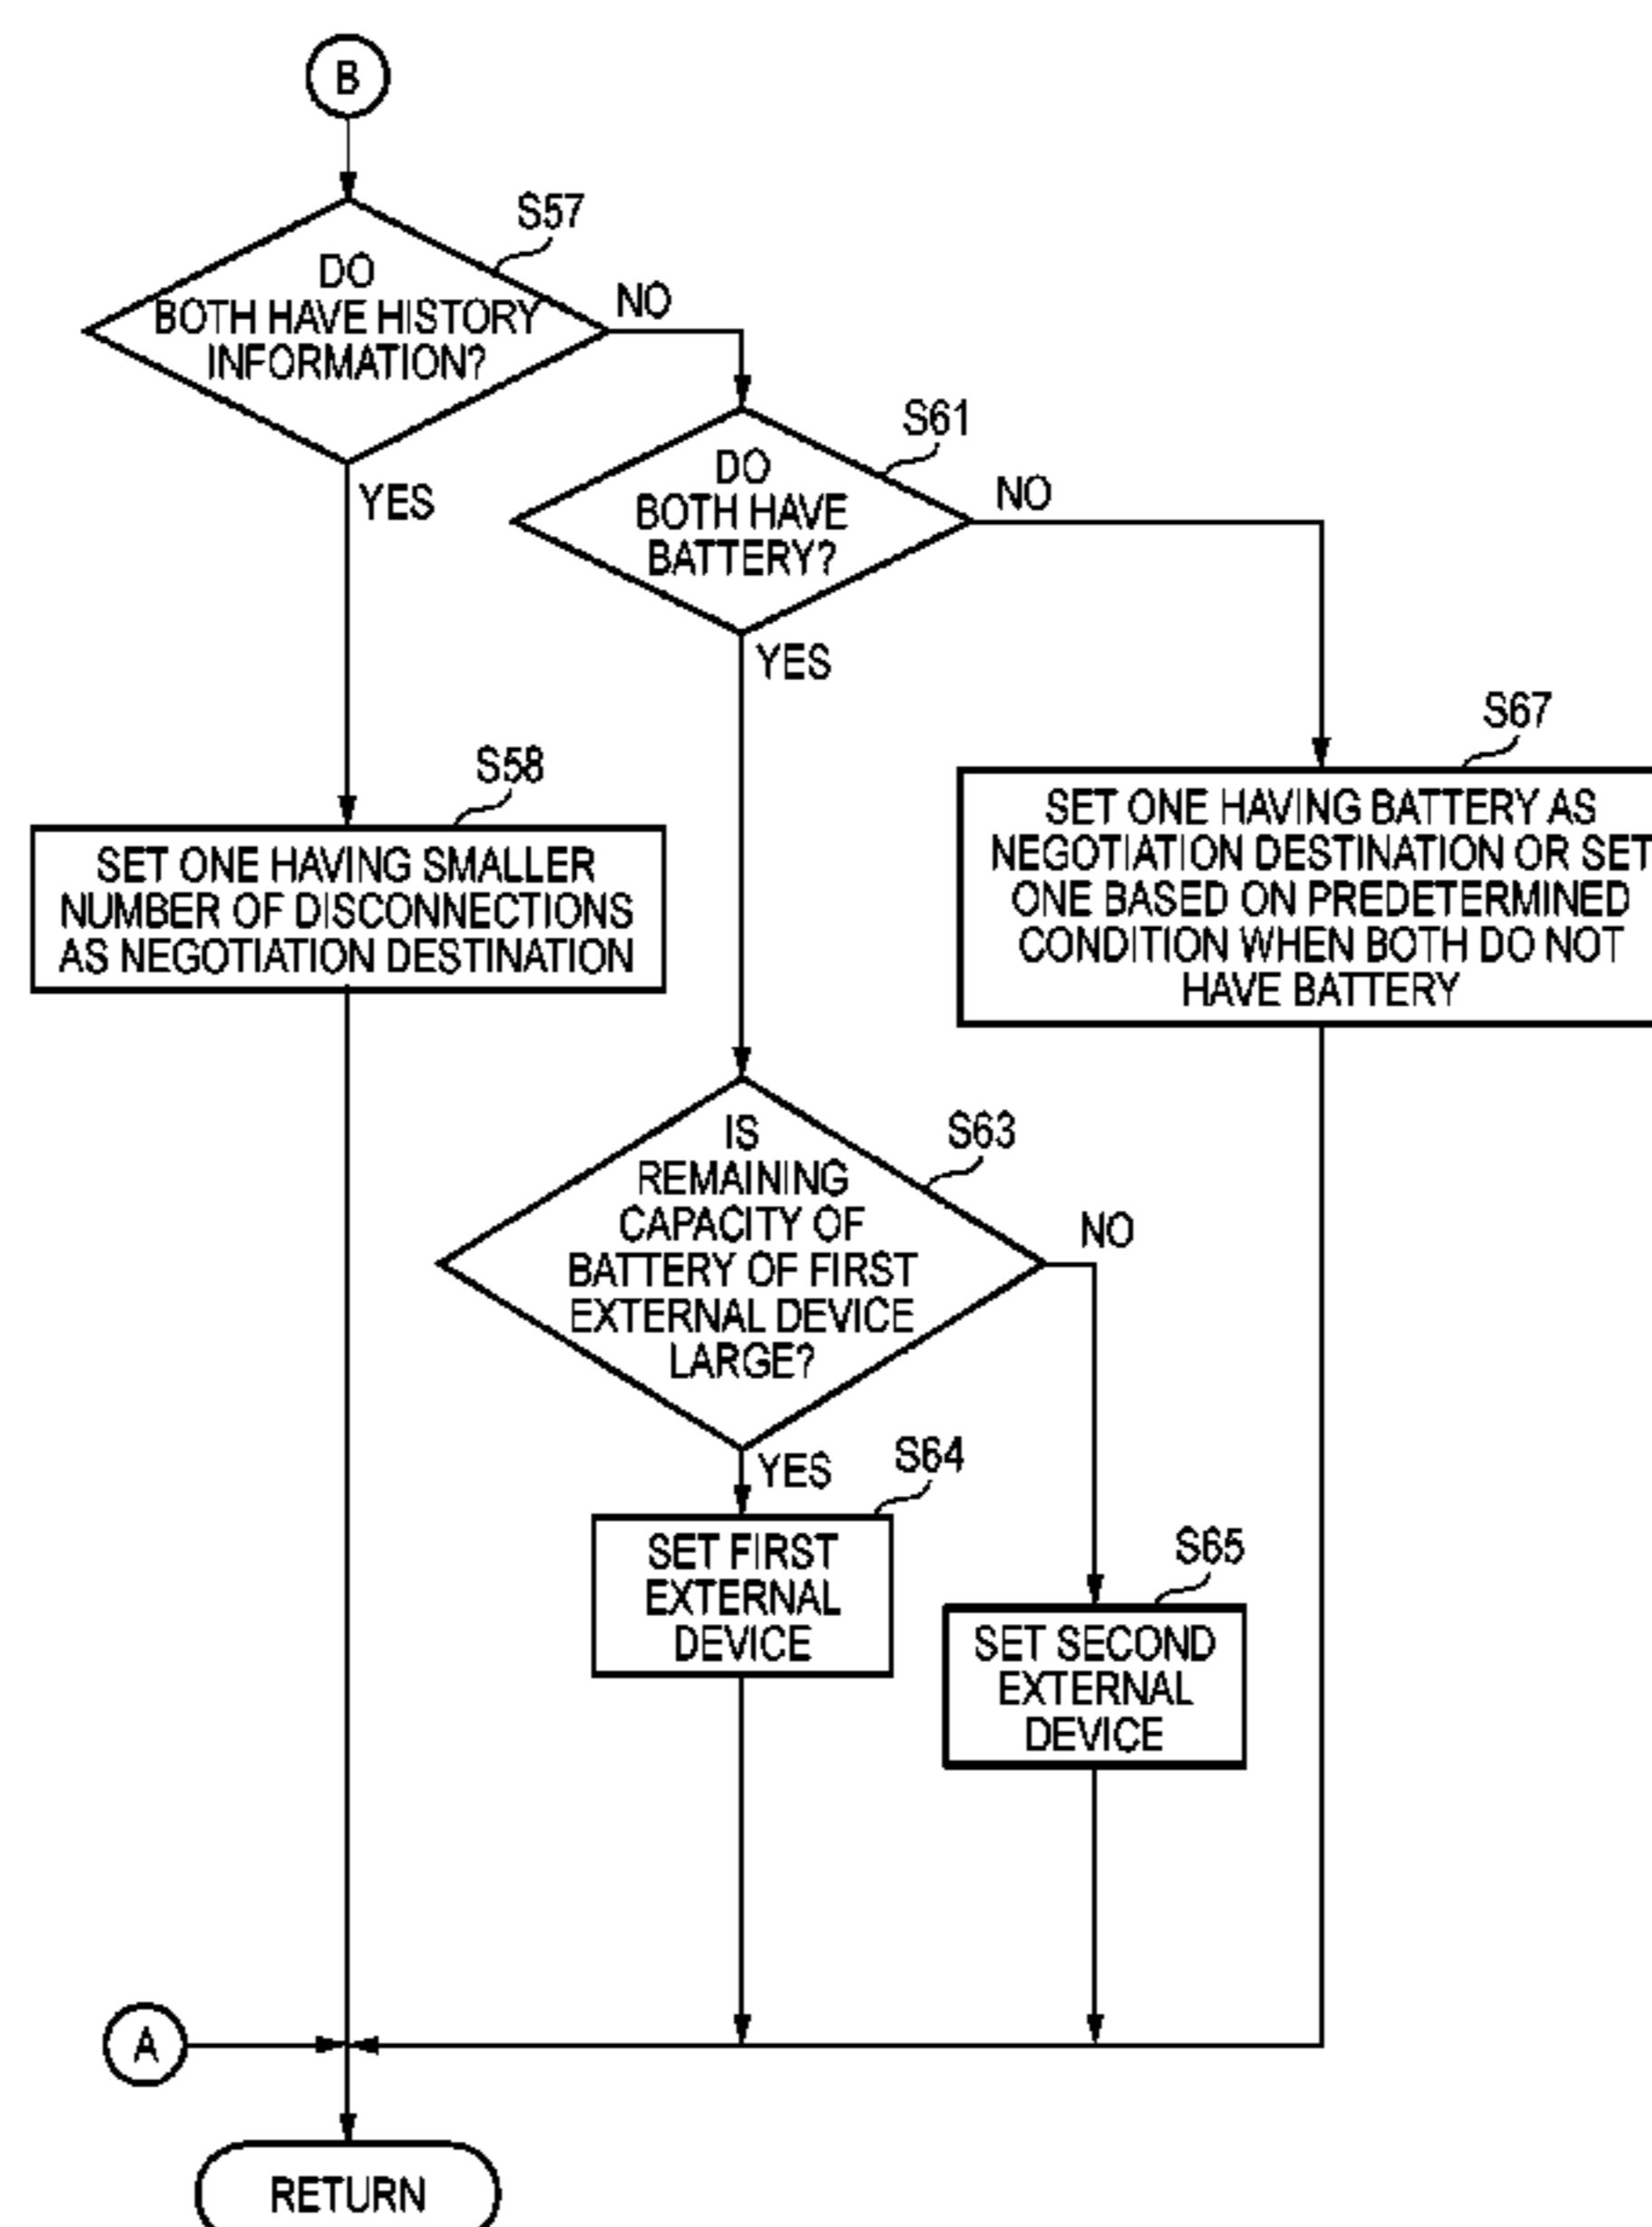 B
S57
DO
BOTH HAVE HISTORY
INFORMATION?
NO
YES
S61
DO
BOTH HAVE
BATTERY?
NO
YES
S58
SET ONE HAVING SMALLER
NUMBER OF DISCONNECTIONS
AS NEGOTIATION DESTINATION
S67
SET ONE HAVING BATTERY AS
NEGOTIATION DESTINATION OR SET
ONE BASED ON PREDETERMINED
CONDITION WHEN BOTH DO NOT
HAVE BATTERY
S63
IS
REMAINING
CAPACITY OF
BATTERY OF FIRST
EXTERNAL DEVICE
LARGE?
NO
YES
S64
SET FIRST
EXTERNAL
DEVICE
S65
SET SECOND
EXTERNAL
DEVICE
A
RETURN